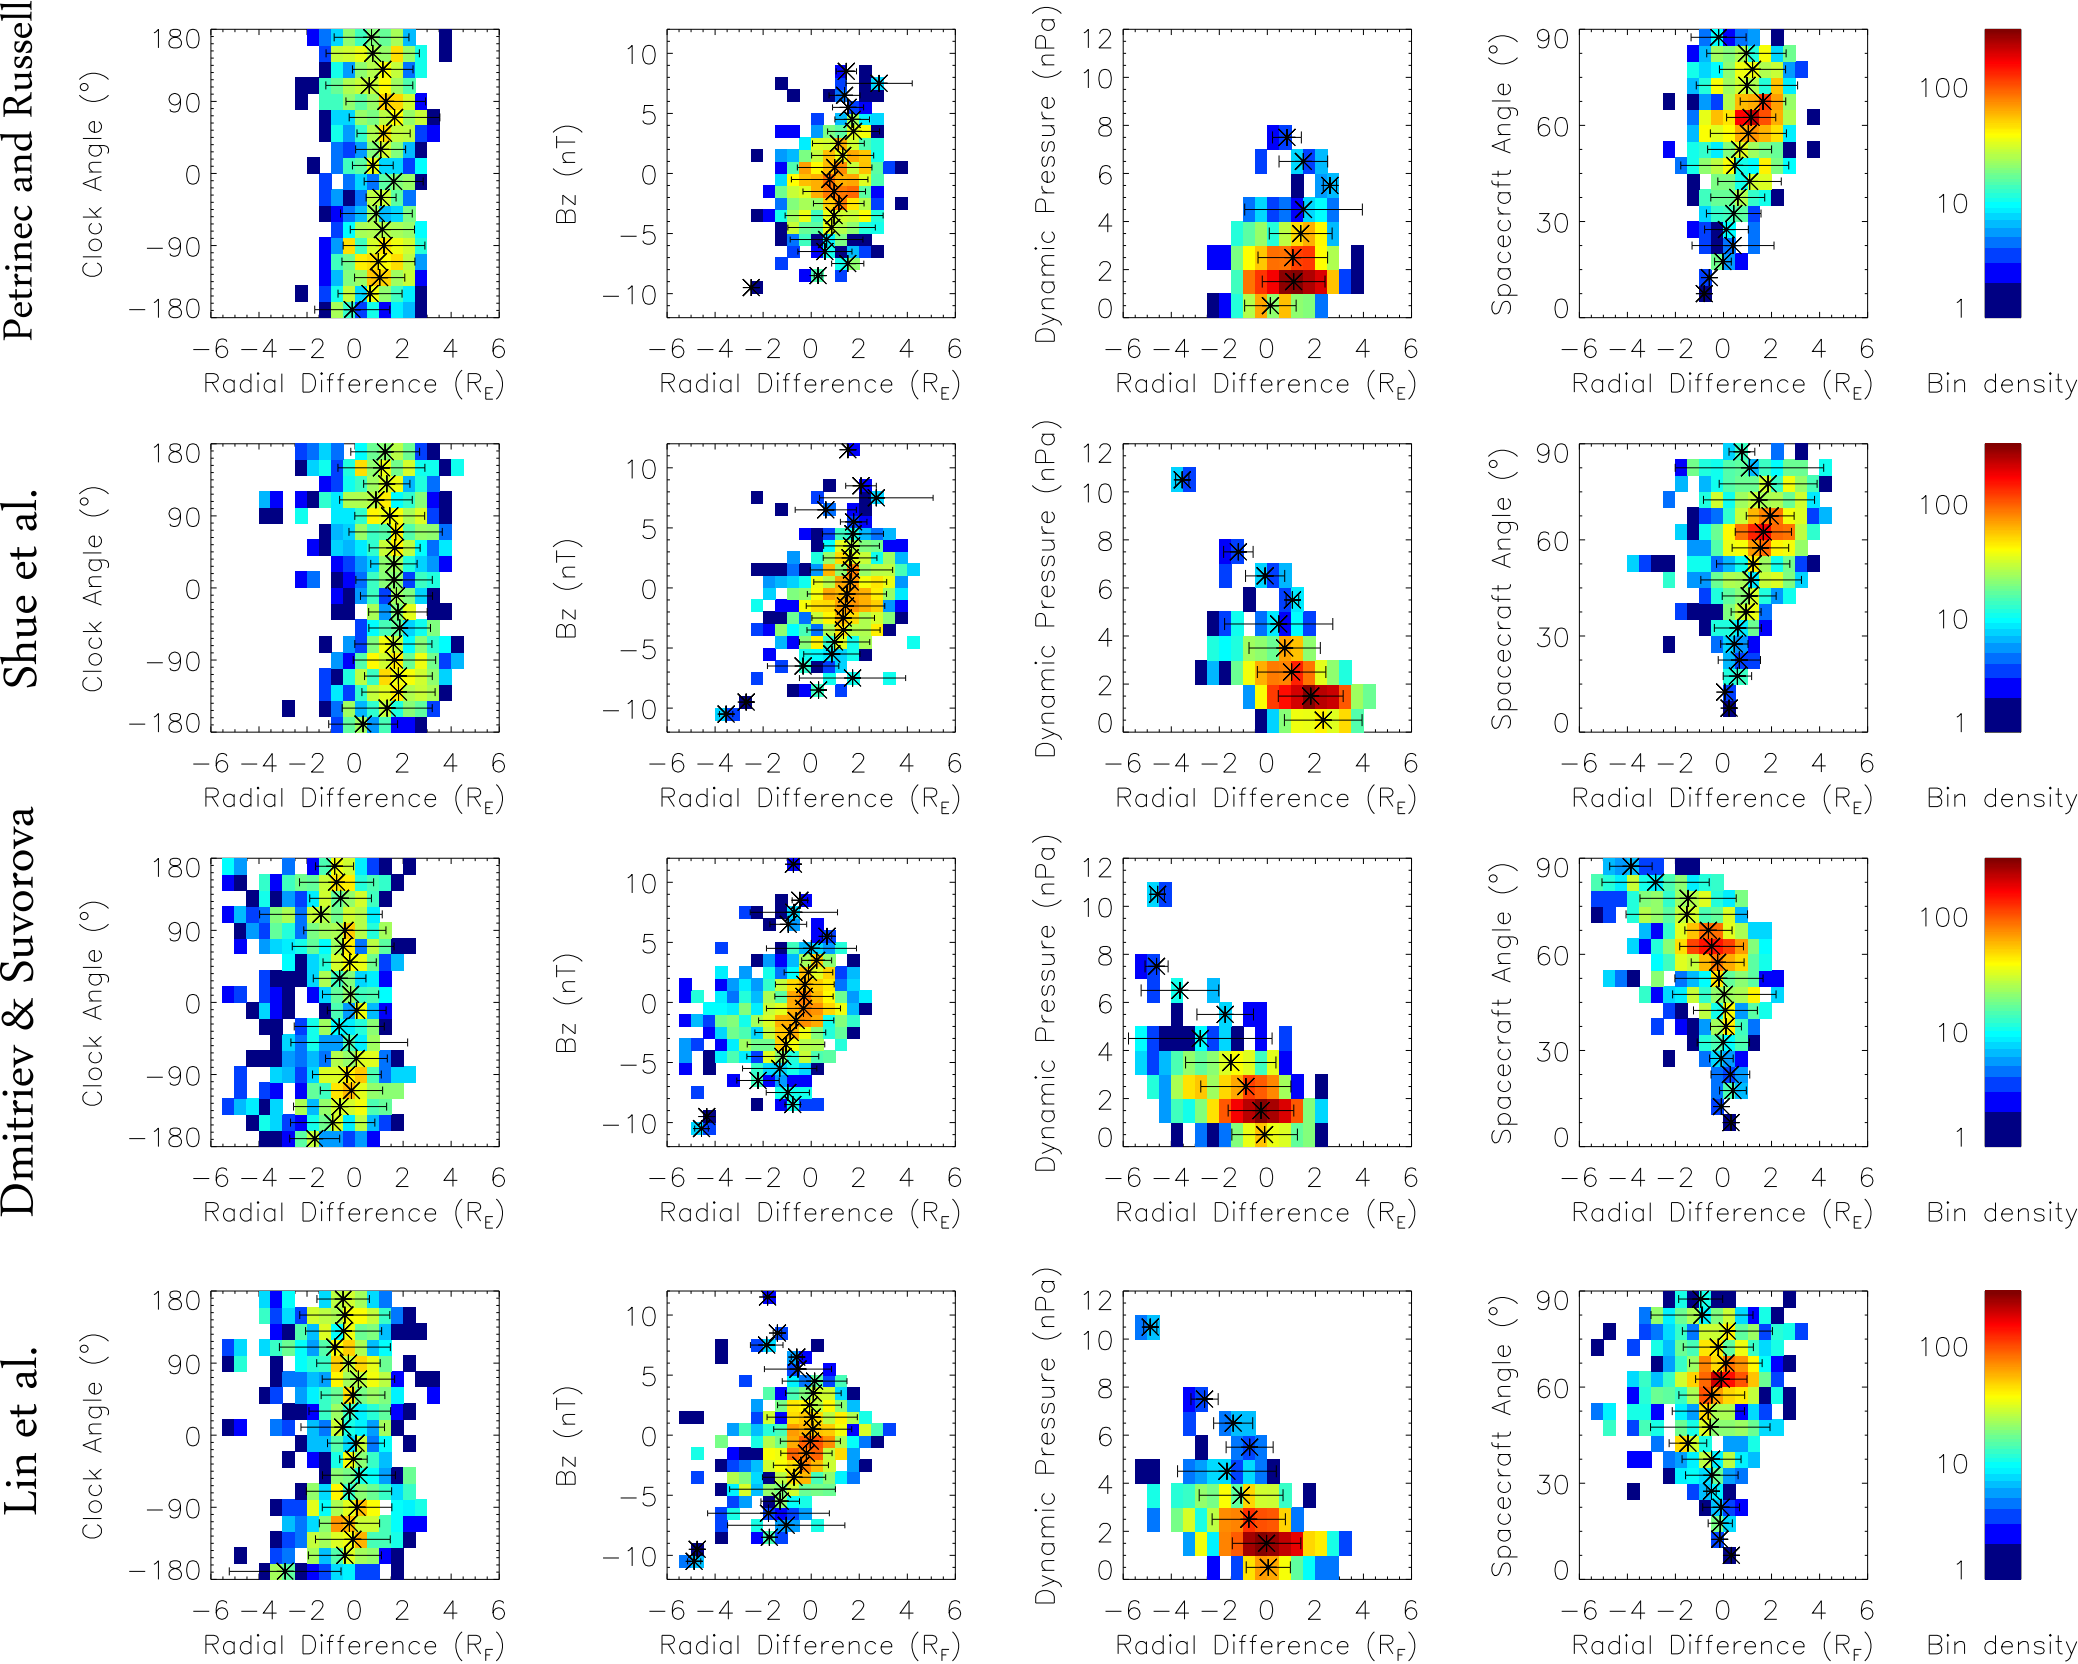 Petrinec and Russell
Clock Angle (°)
180
90
0
−90
−180
−6 −4 −2 0 2 4 6
Radial Difference (RE)
Bz (nT)
10
5
0
−5
−10
−6 −4 −2 0 2 4 6
Radial Difference (RE)
Dynamic Pressure (nPa)
12
10
8
6
4
2
0
−6 −4 −2 0 2 4 6
Radial Difference (RE)
Spacecraft Angle (°)
90
60
30
0
−6 −4 −2 0 2 4 6
Radial Difference (RE)
100
10
1
Bin density
Shue et al.
Clock Angle (°)
180
90
0
−90
−180
−6 −4 −2 0 2 4 6
Radial Difference (RE)
Bz (nT)
10
5
0
−5
−10
−6 −4 −2 0 2 4 6
Radial Difference (RE)
Dynamic Pressure (nPa)
12
10
8
6
4
2
0
−6 −4 −2 0 2 4 6
Radial Difference (RE)
Spacecraft Angle (°)
90
60
30
0
−6 −4 −2 0 2 4 6
Radial Difference (RE)
100
10
1
Bin density
Dmitriev & Suvorova
Clock Angle (°)
180
90
0
−90
−180
−6 −4 −2 0 2 4 6
Radial Difference (RE)
Bz (nT)
10
5
0
−5
−10
−6 −4 −2 0 2 4 6
Radial Difference (RE)
Dynamic Pressure (nPa)
12
10
8
6
4
2
0
−6 −4 −2 0 2 4 6
Radial Difference (RE)
Spacecraft Angle (°)
90
60
30
0
−6 −4 −2 0 2 4 6
Radial Difference (RE)
100
10
1
Bin density
Lin et al.
Clock Angle (°)
180
90
0
−90
−180
−6 −4 −2 0 2 4 6
Radial Difference (RE)
Bz (nT)
10
5
0
−5
−10
−6 −4 −2 0 2 4 6
Radial Difference (RE)
Dynamic Pressure (nPa)
12
10
8
6
4
2
0
−6 −4 −2 0 2 4 6
Radial Difference (RE)
Spacecraft Angle (°)
90
60
30
0
−6 −4 −2 0 2 4 6
Radial Difference (RE)
100
10
1
Bin density